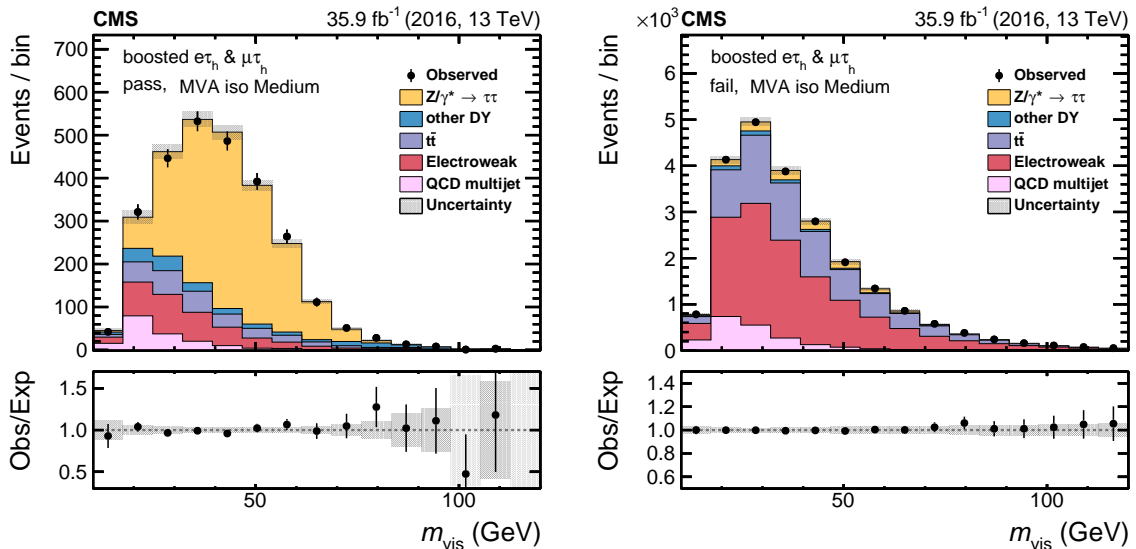 CMS 35.9 fb⁻¹ (2016, 13 TeV)
Events / bin
700
600
500
400
300
200
100
0
boosted eτh & μτh
pass, MVA iso Medium
Observed
Z/γ* → ττ
other DY
tt̄
Electroweak
QCD multijet
Uncertainty
Obs/Exp
1.5
1.0
0.5
50
100
mvis (GeV)
×10³ CMS 35.9 fb⁻¹ (2016, 13 TeV)
Events / bin
6
5
4
3
2
1
0
boosted eτh & μτh
fail, MVA iso Medium
Observed
Z/γ* → ττ
other DY
tt̄
Electroweak
QCD multijet
Uncertainty
Obs/Exp
1.4
1.2
1.0
0.8
0.6
50
100
mvis (GeV)